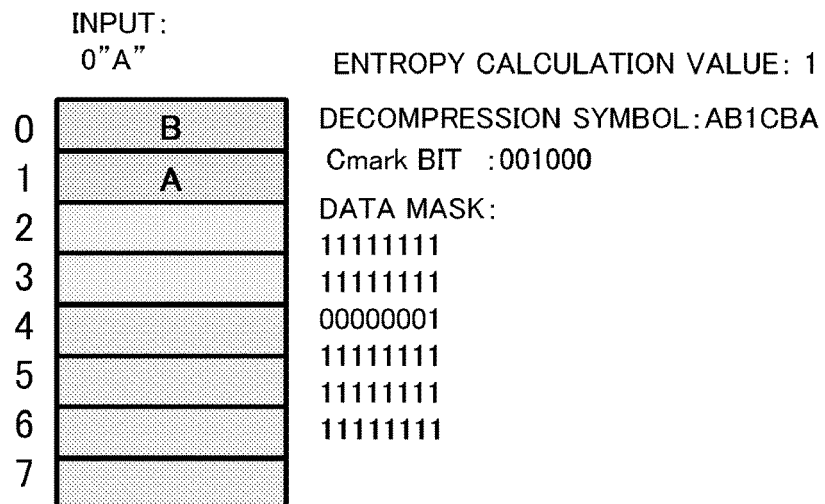 INPUT:
0"A"
ENTROPY CALCULATION VALUE: 1
0 B
1 A
2
3
4
5
6
7
DECOMPRESSION SYMBOL:AB1CBA
Cmark BIT :001000
DATA MASK:
11111111
11111111
00000001
11111111
11111111
11111111